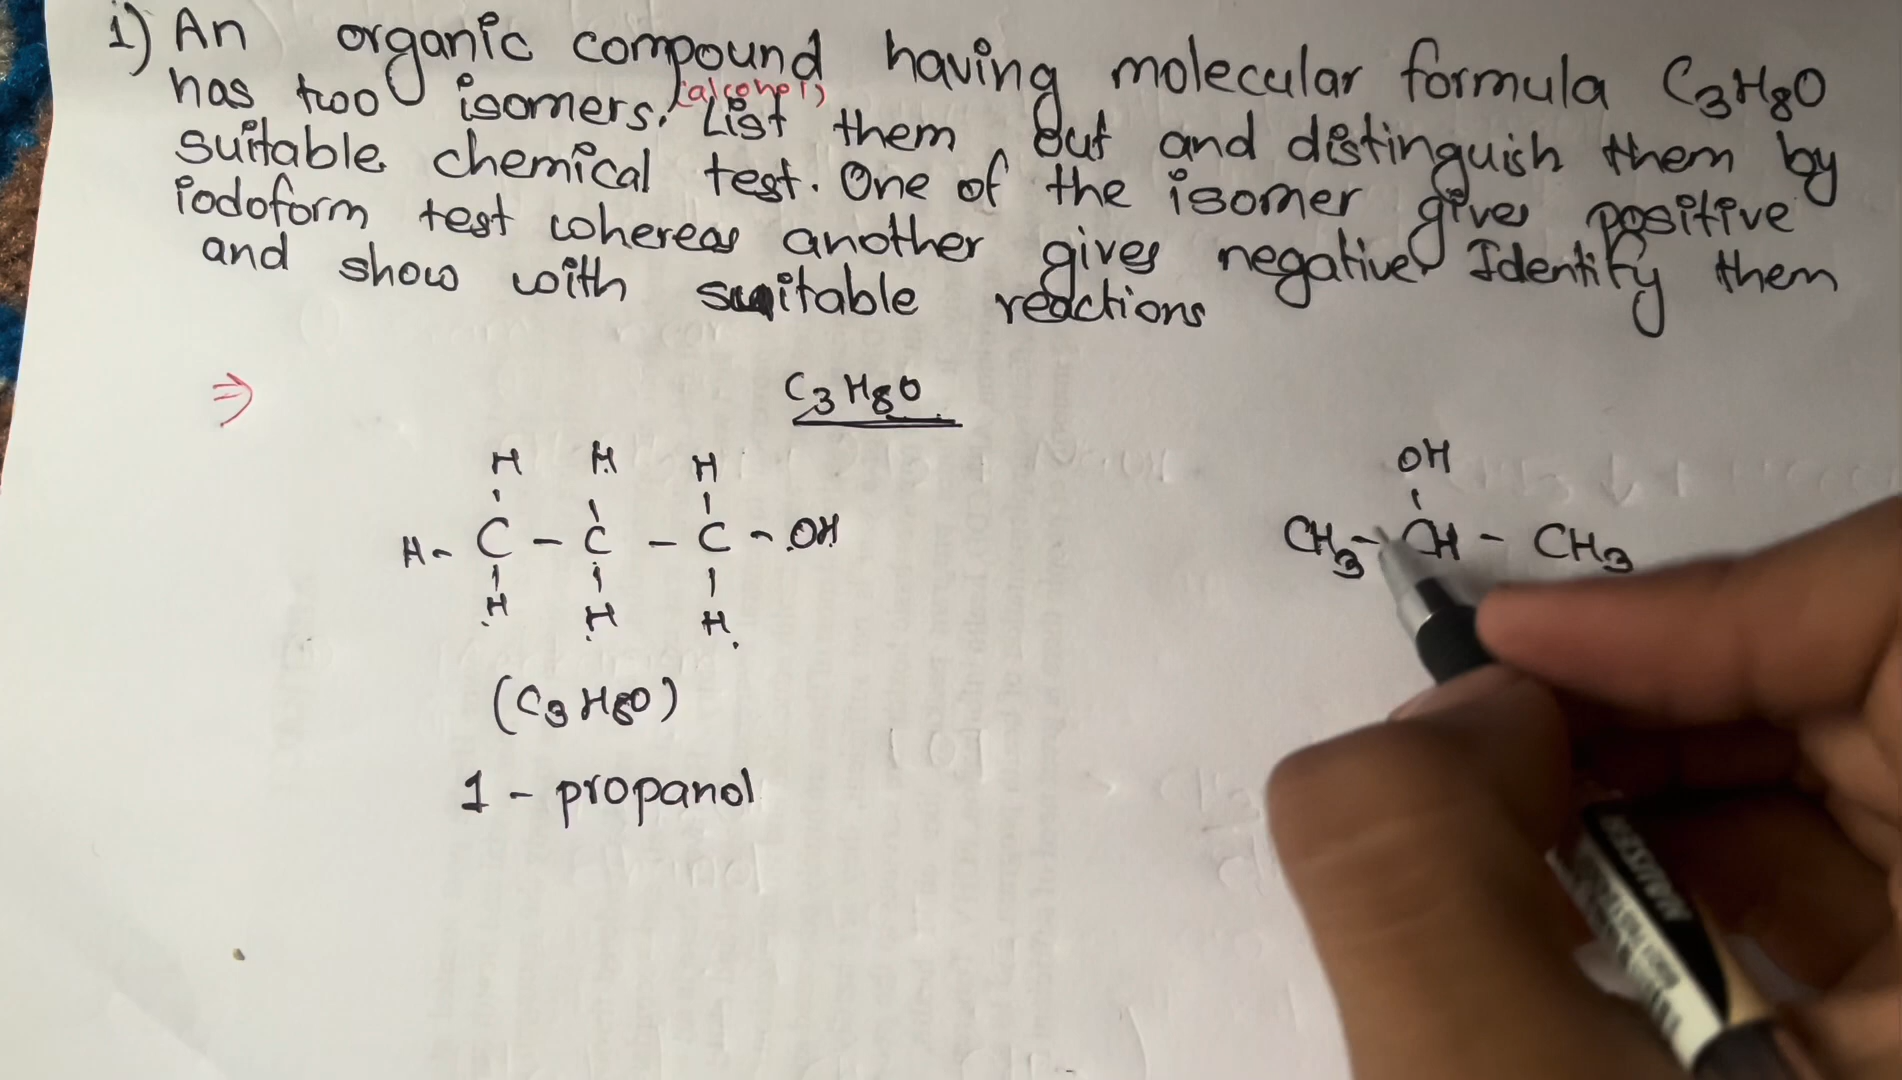 1) An organic compound having molecular formula C3H8O
has two isomers. (alcohol) List them out and distinguish them by
suitable chemical test. One of the isomer gives positive
iodoform test whereas another gives negative. Identify them
and show with suitable reactions
⇒ C3H8O
H H H OH
H - C - C - C - OH CH3 - CH - CH3
H H H
(C3H8O)
1 - propanol